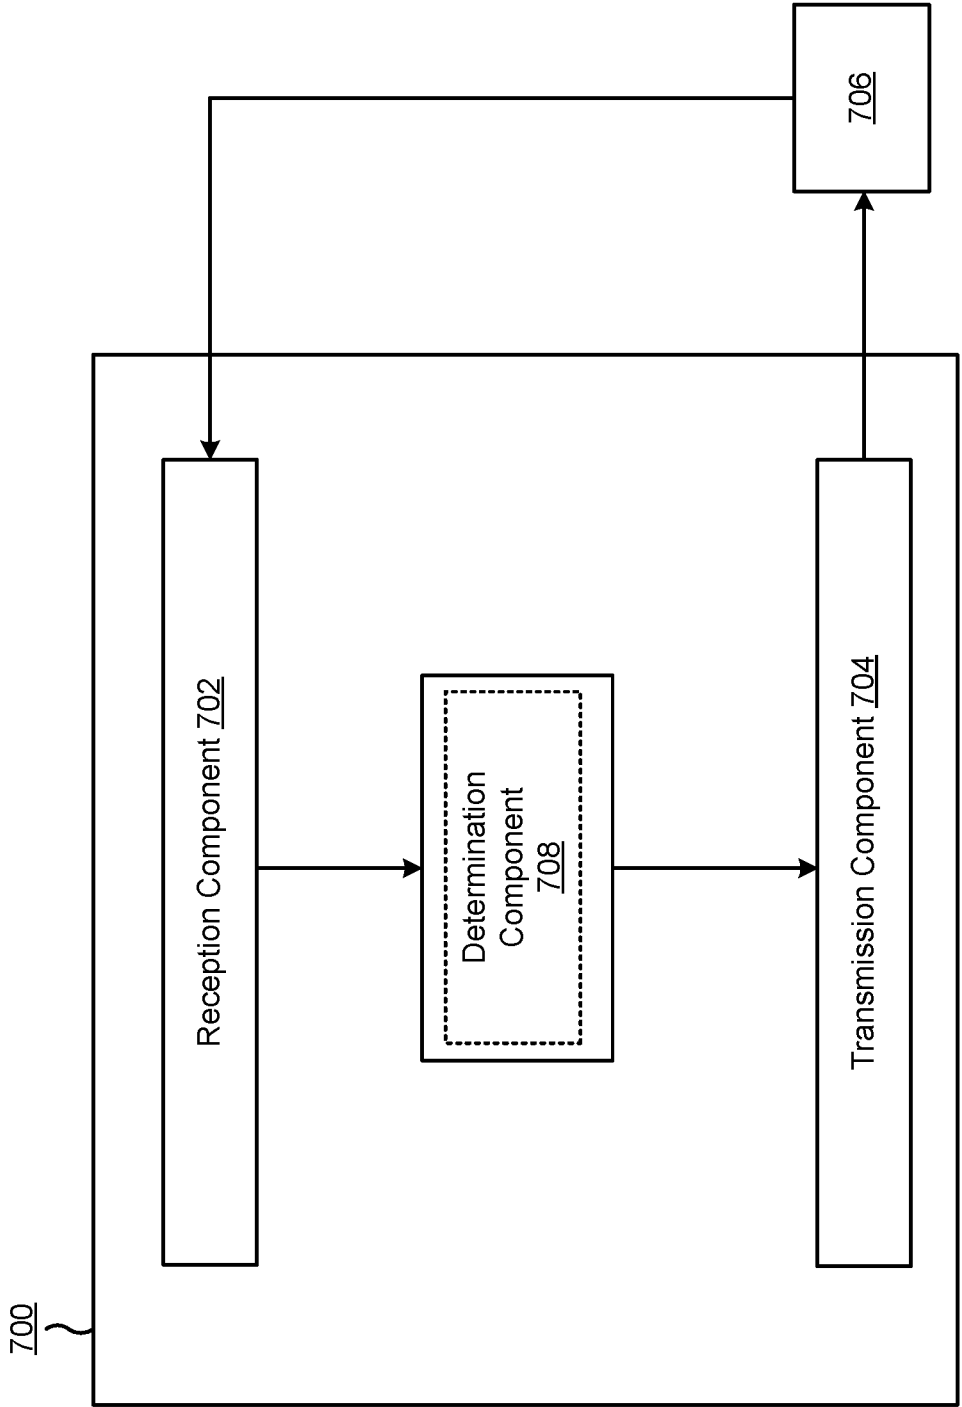 700
Reception Component 702
Determination
Component
708
Transmission Component 704
706